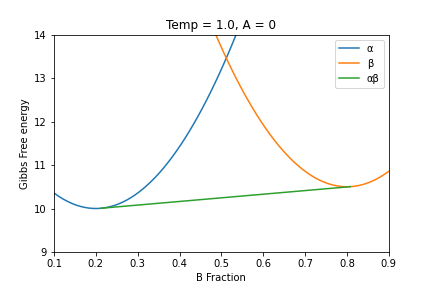 Temp = 1.0, A = 0
14
13
12
11
10
9
Gibbs Free energy
α
β
αβ
0.1 0.2 0.3 0.4 0.5 0.6 0.7 0.8 0.9
B Fraction